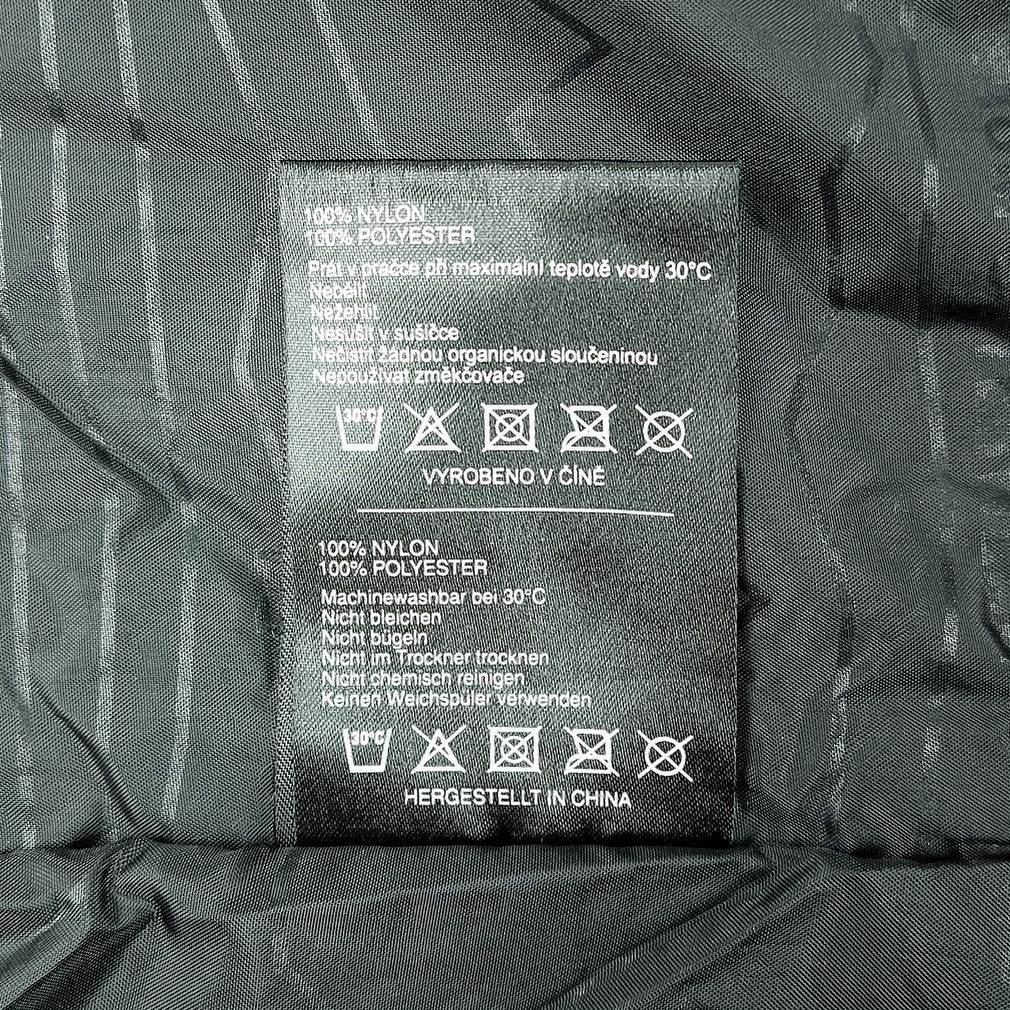 100% NYLON
100% POLYESTER
Prát v pračce při maximální teplotě vody 30°C
Nebělit
Nežehlit
Nesušit v sušičce
Nečistit žádnou organickou sloučeninou
Nepoužívat změkčovače
30°C
VYROBENO V ČÍNĚ
100% NYLON
100% POLYESTER
Machinewashbar bei 30°C
Nicht bleichen
Nicht bügeln
Nicht im Trockner trocknen
Nicht chemisch reinigen
Keinen Weichspüler verwenden
30°C
HERGESTELLT IN CHINA